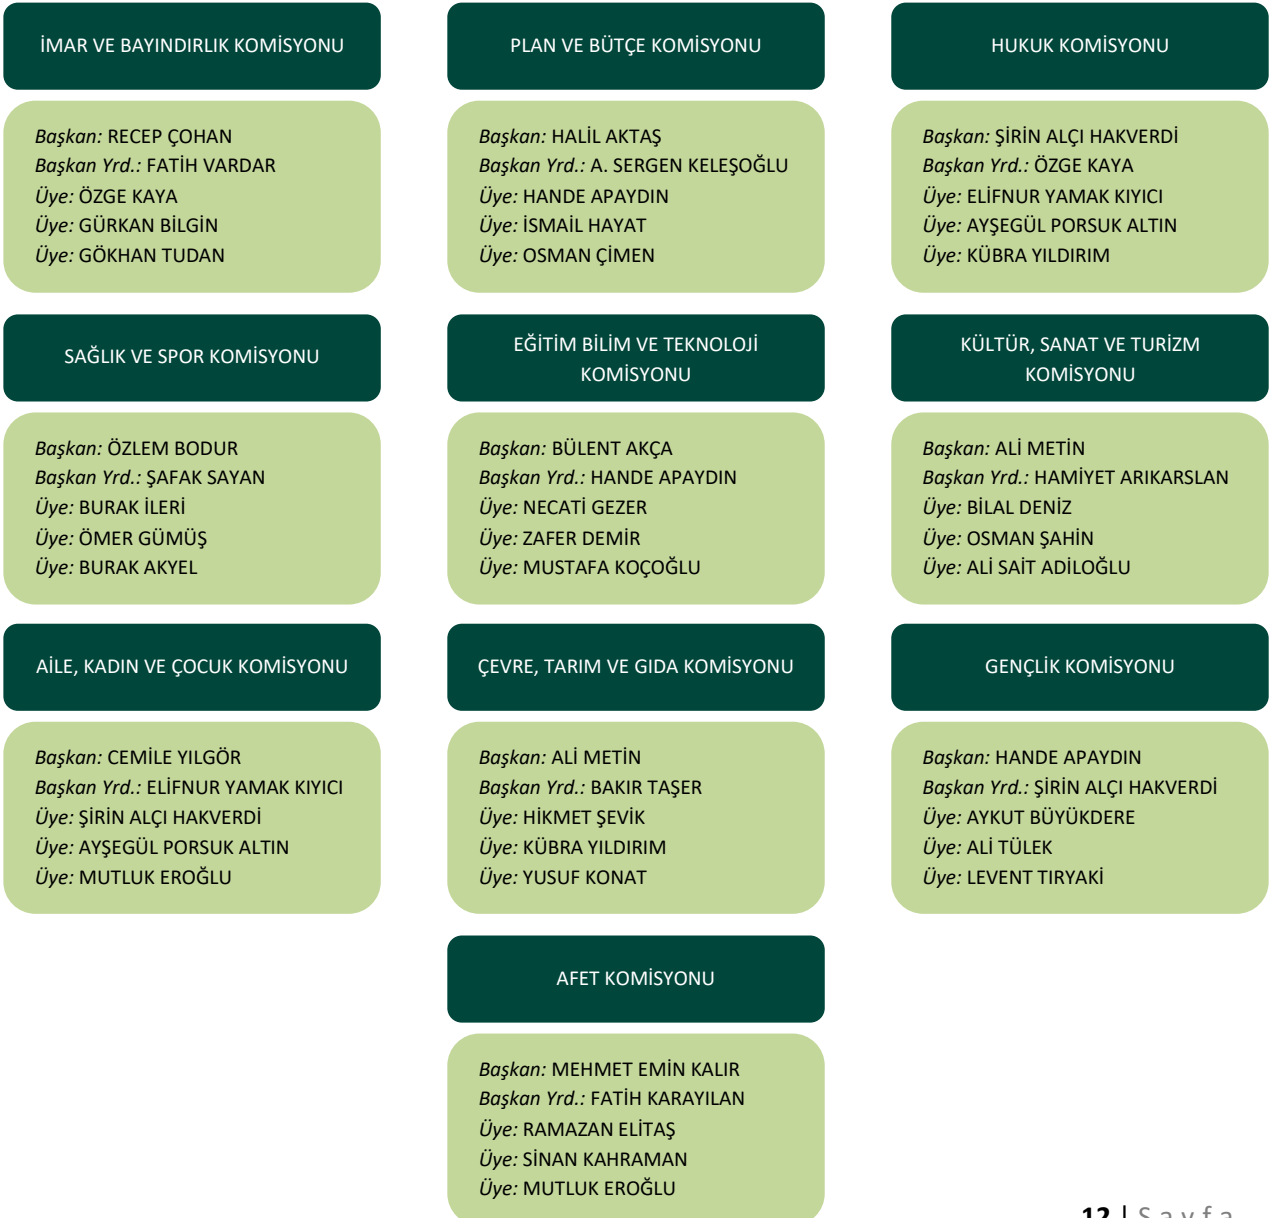 İMAR VE BAYINDIRLIK KOMİSYONU
Başkan: RECEP ÇOHAN
Başkan Yrd.: FATİH VARDAR
Üye: ÖZGE KAYA
Üye: GÜRKAN BİLGİN
Üye: GÖKHAN TUDAN
PLAN VE BÜTÇE KOMİSYONU
Başkan: HALİL AKTAŞ
Başkan Yrd.: A. SERGEN KELEŞOĞLU
Üye: HANDE APAYDIN
Üye: İSMAİL HAYAT
Üye: OSMAN ÇİMEN
HUKUK KOMİSYONU
Başkan: ŞİRİN ALÇI HAKVERDİ
Başkan Yrd.: ÖZGE KAYA
Üye: ELİFNUR YAMAK KIYICI
Üye: AYŞEGÜL PORSUK ALTIN
Üye: KÜBRA YILDIRIM
SAĞLIK VE SPOR KOMİSYONU
Başkan: ÖZLEM BODUR
Başkan Yrd.: ŞAFAK SAYAN
Üye: BURAK İLERİ
Üye: ÖMER GÜMÜŞ
Üye: BURAK AKYEL
EĞİTİM BİLİM VE TEKNOLOJİ
KOMİSYONU
Başkan: BÜLENT AKÇA
Başkan Yrd.: HANDE APAYDIN
Üye: NECATİ GEZER
Üye: ZAFER DEMİR
Üye: MUSTAFA KOÇOĞLU
KÜLTÜR, SANAT VE TURİZM
KOMİSYONU
Başkan: ALİ METİN
Başkan Yrd.: HAMİYET ARIKARSLAN
Üye: BİLAL DENİZ
Üye: OSMAN ŞAHİN
Üye: ALİ SAİT ADİLOĞLU
AİLE, KADIN VE ÇOCUK KOMİSYONU
Başkan: CEMİLE YILGÖR
Başkan Yrd.: ELİFNUR YAMAK KIYICI
Üye: ŞİRİN ALÇI HAKVERDİ
Üye: AYŞEGÜL PORSUK ALTIN
Üye: MUTLUK EROĞLU
ÇEVRE, TARIM VE GIDA KOMİSYONU
Başkan: ALİ METİN
Başkan Yrd.: BAKIR TAŞER
Üye: HİKMET ŞEVİK
Üye: KÜBRA YILDIRIM
Üye: YUSUF KONAT
GENÇLİK KOMİSYONU
Başkan: HANDE APAYDIN
Başkan Yrd.: ŞİRİN ALÇI HAKVERDİ
Üye: AYKUT BÜYÜKDERE
Üye: ALİ TÜLEK
Üye: LEVENT TIRYAKİ
AFET KOMİSYONU
Başkan: MEHMET EMİN KALIR
Başkan Yrd.: FATİH KARAYILAN
Üye: RAMAZAN ELİTAŞ
Üye: SİNAN KAHRAMAN
Üye: MUTLUK EROĞLU
12 | S a y f a